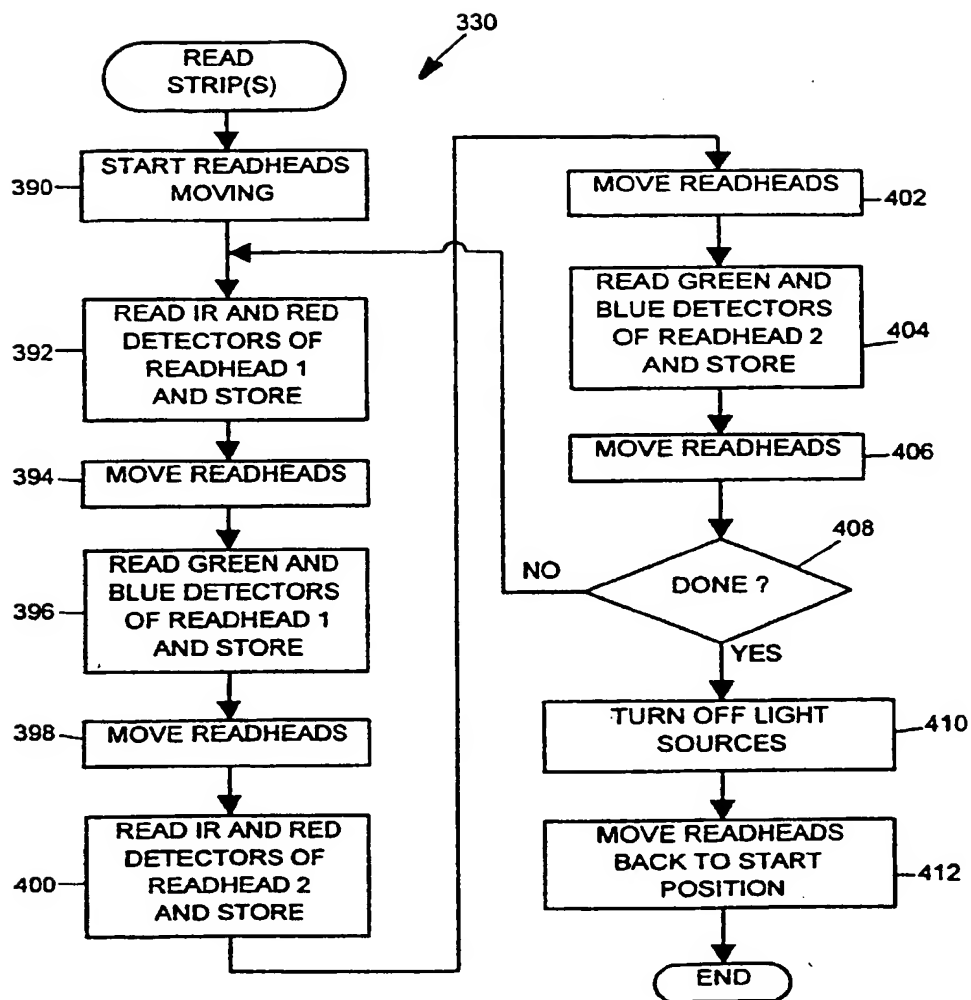 330
READ
STRIP(S)
390
START READHEADS
MOVING
392
READ IR AND RED
DETECTORS OF
READHEAD 1
AND STORE
394
MOVE READHEADS
396
READ GREEN AND
BLUE DETECTORS
OF READHEAD 1
AND STORE
398
MOVE READHEADS
400
READ IR AND RED
DETECTORS OF
READHEAD 2
AND STORE
MOVE READHEADS
402
READ GREEN AND
BLUE DETECTORS
OF READHEAD 2
AND STORE
404
MOVE READHEADS
406
408
DONE ?
NO
YES
TURN OFF LIGHT
SOURCES
410
MOVE READHEADS
BACK TO START
POSITION
412
END